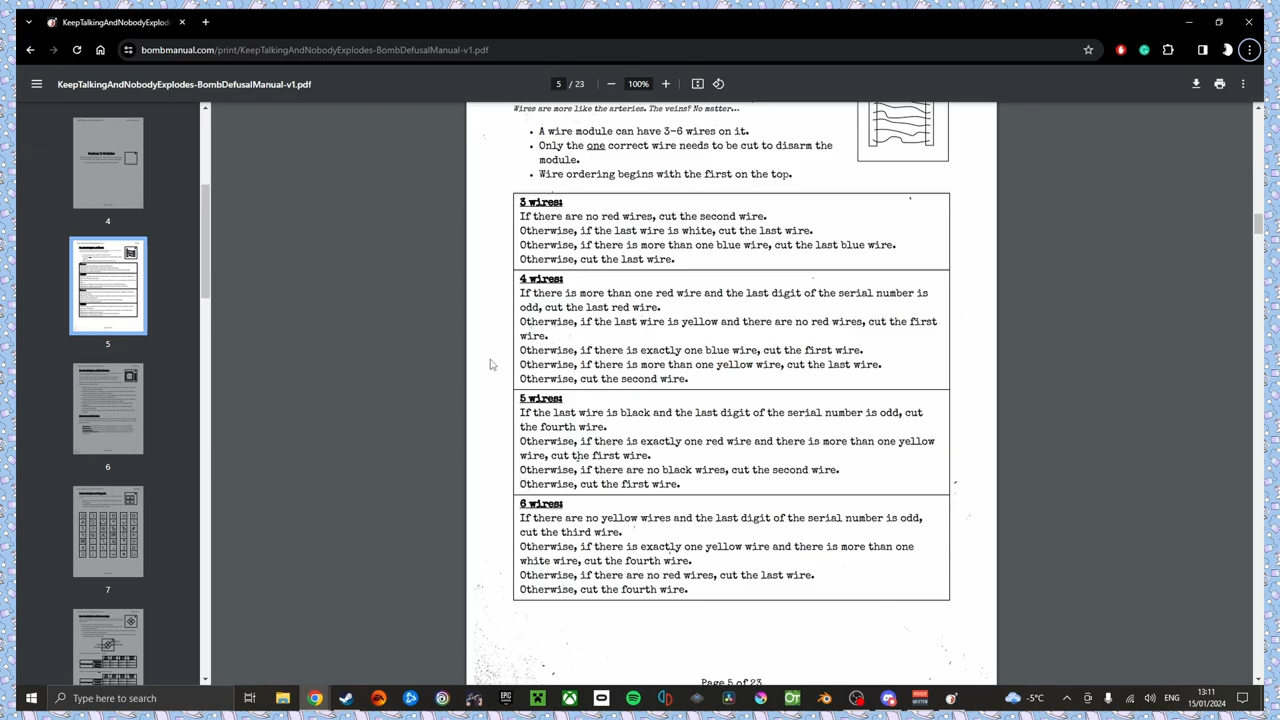 KeepTalkingAndNobodyExplod
bombmanual.com/print/KeepTalkingAndNobodyExplodes-BombDefusalManual-v1.pdf
KeepTalkingAndNobodyExplodes-BombDefusalManual-v1.pdf
5 / 23
100%
4
5
6
7
Wires are more like the arteries. The veins? No matter...
• A wire module can have 3-6 wires on it.
• Only the one correct wire needs to be cut to disarm the
module.
• Wire ordering begins with the first on the top.
3 wires:
If there are no red wires, cut the second wire.
Otherwise, if the last wire is white, cut the last wire.
Otherwise, if there is more than one blue wire, cut the last blue wire.
Otherwise, cut the last wire.
4 wires:
If there is more than one red wire and the last digit of the serial number is
odd, cut the last red wire.
Otherwise, if the last wire is yellow and there are no red wires, cut the first
wire.
Otherwise, if there is exactly one blue wire, cut the first wire.
Otherwise, if there is more than one yellow wire, cut the last wire.
Otherwise, cut the second wire.
5 wires:
If the last wire is black and the last digit of the serial number is odd, cut
the fourth wire.
Otherwise, if there is exactly one red wire and there is more than one yellow
wire, cut the first wire.
Otherwise, if there are no black wires, cut the second wire.
Otherwise, cut the first wire.
6 wires:
If there are no yellow wires and the last digit of the serial number is odd,
cut the third wire.
Otherwise, if there is exactly one yellow wire and there is more than one
white wire, cut the fourth wire.
Otherwise, if there are no red wires, cut the last wire.
Otherwise, cut the fourth wire.
Page 5 of 23
Type here to search
-5°C
ENG
13:11
15/01/2024